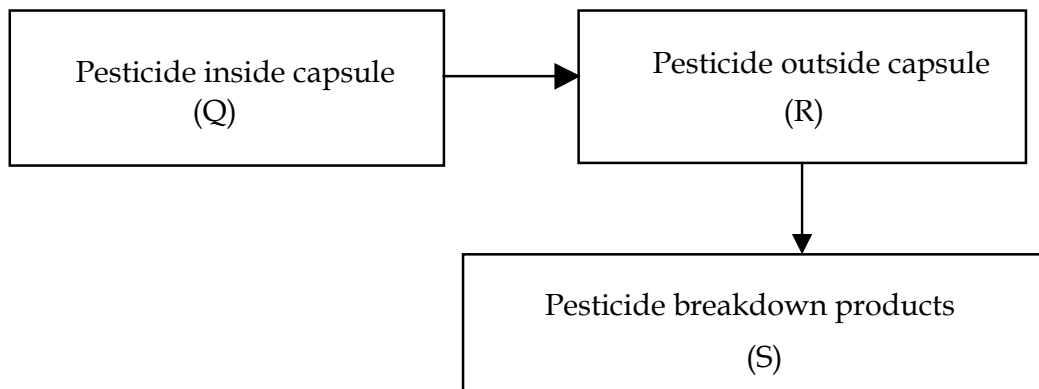 Pesticide inside capsule
(Q)
Pesticide outside capsule
(R)
Pesticide breakdown products
(S)